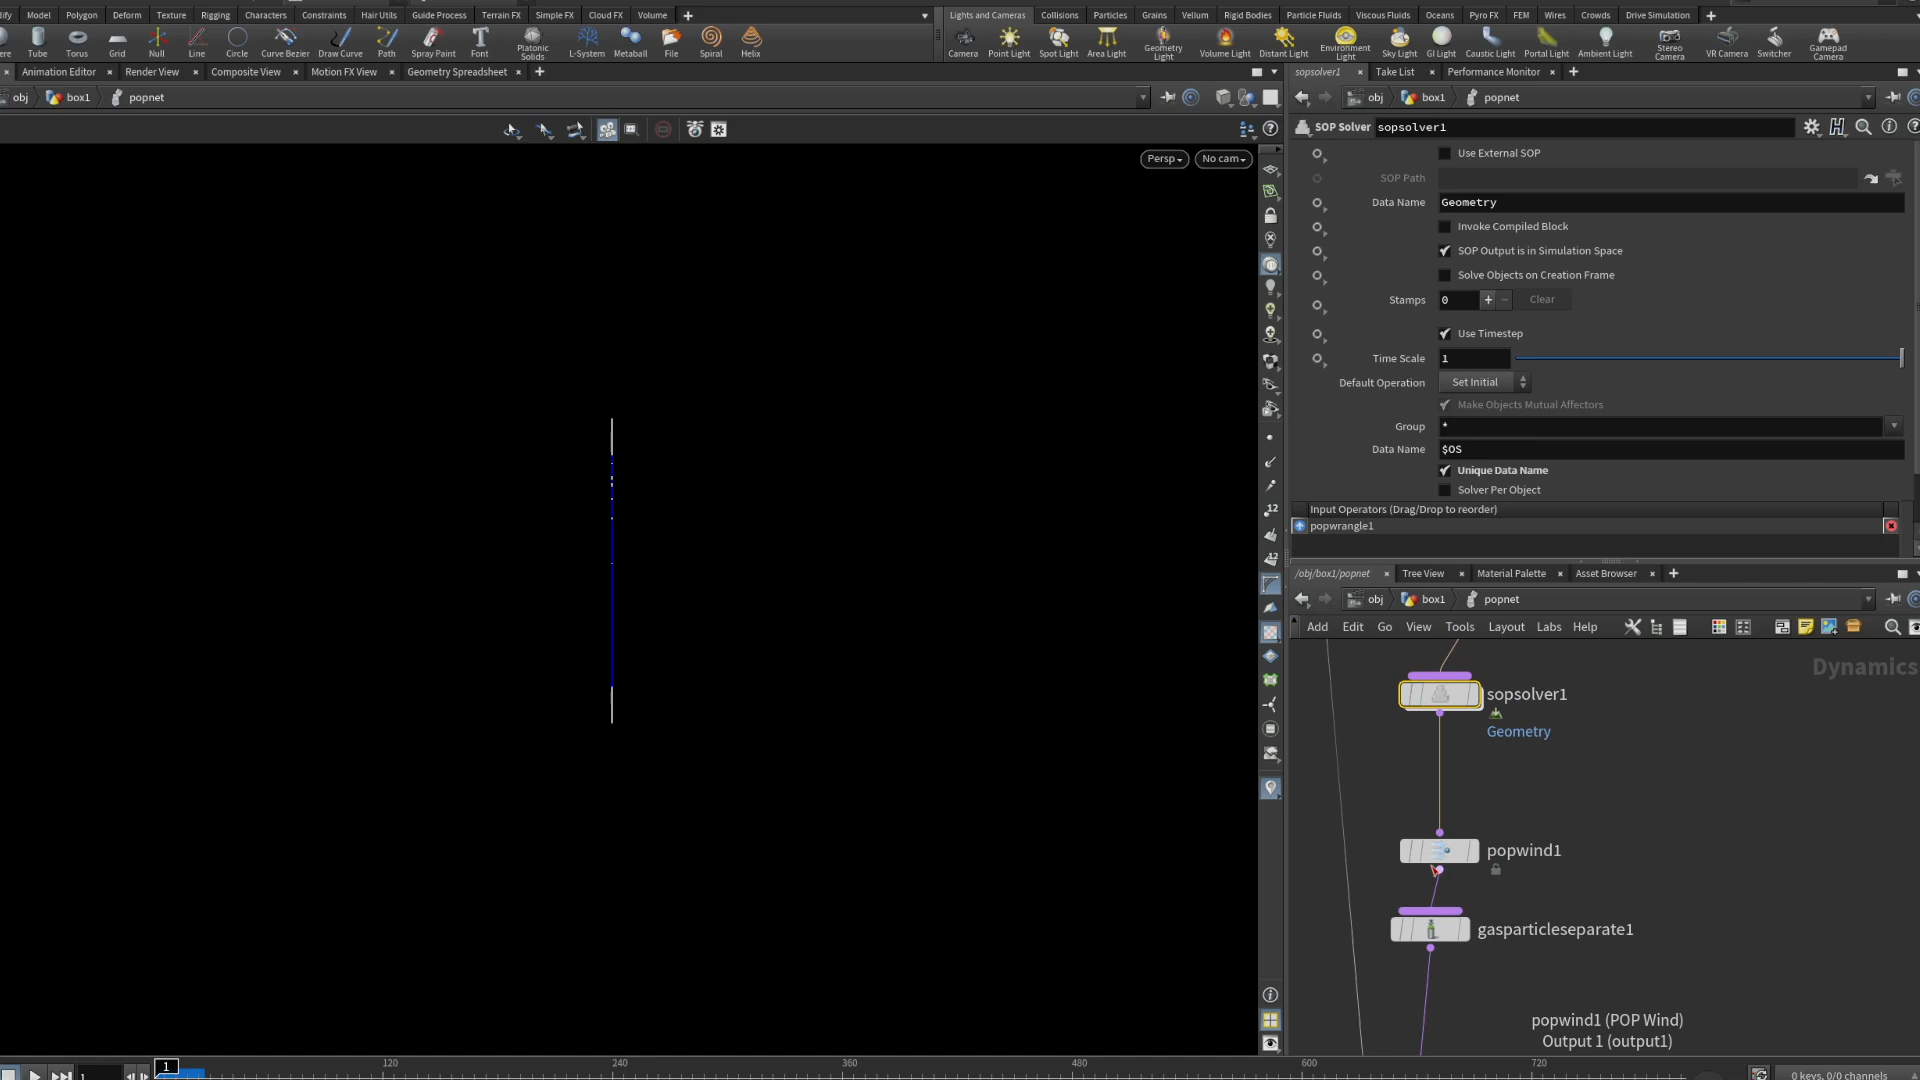 dify Model Polygon Deform Texture Rigging Characters Constraints Hair Utils Guide Process Terrain FX Simple FX Cloud FX Volume
Lights and Cameras Collisions Particles Grains Vellum Rigid Bodies Particle Fluids Viscous Fluids Oceans Pyro FX FEM Wires Crowds Drive Simulation
ere Tube Torus Grid Null Line Circle Curve Bezier Draw Curve Path Spray Paint Font Platonic Solids L-System Metaball File Spiral Helix
Camera Point Light Spot Light Area Light Geometry Light Volume Light Distant Light Environment Light Sky Light GI Light Caustic Light Portal Light Ambient Light Stereo Camera VR Camera Switcher Gamepad Camera
Animation Editor Render View Composite View Motion FX View Geometry Spreadsheet
sopsolver1 Take List Performance Monitor
obj box1 popnet
obj box1 popnet
SOP Solver sopsolver1
Persp No cam
Use External SOP
SOP Path
Data Name Geometry
Invoke Compiled Block
SOP Output is in Simulation Space
Solve Objects on Creation Frame
Stamps 0 Clear
Use Timestep
Time Scale 1
Default Operation Set Initial
Make Objects Mutual Affectors
Group *
Data Name $OS
Unique Data Name
Solver Per Object
Input Operators (Drag/Drop to reorder)
popwrangle1
/obj/box1/popnet Tree View Material Palette Asset Browser
obj box1 popnet
Add Edit Go View Tools Layout Labs Help
Dynamics
sopsolver1
Geometry
popwind1
gasparticleseparate1
popwind1 (POP Wind)
Output 1 (output1)
12
12
1
120 240 360 480 600 720
1
0 keys, 0/0 channels